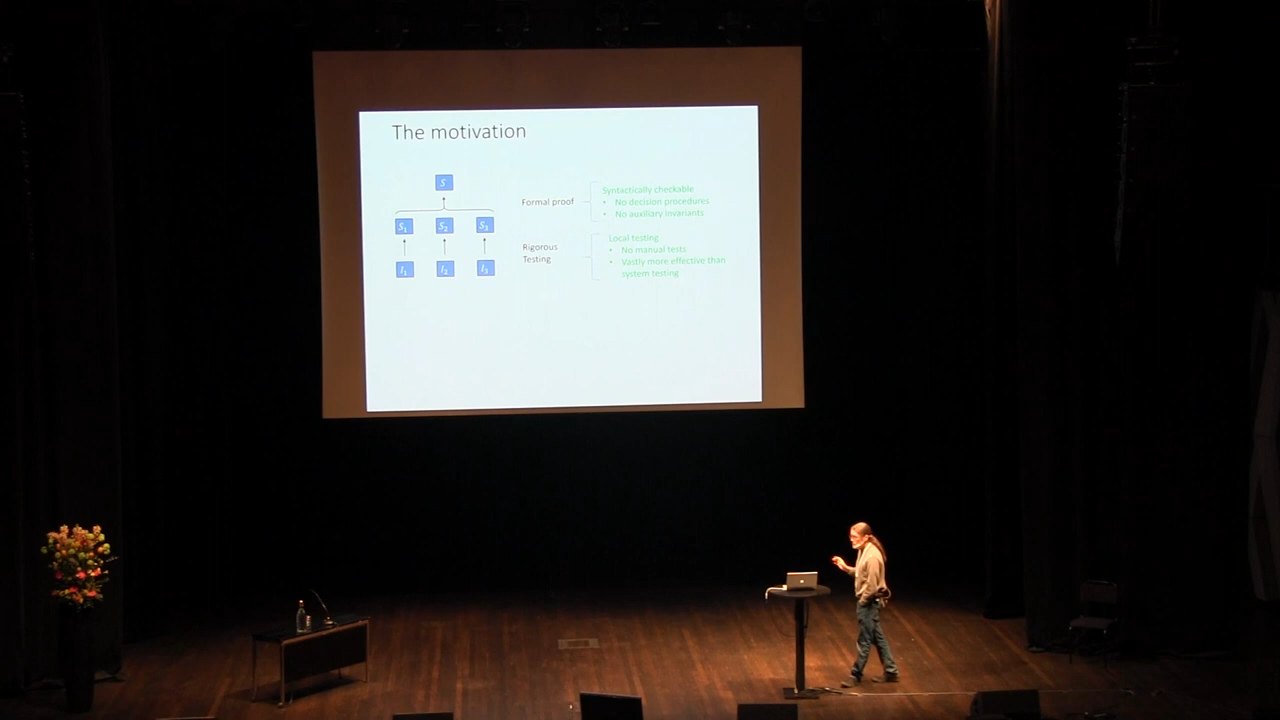 The motivation
S
S1 S2 S3
I1 I2 I3
Formal proof
Syntactically checkable
• No decision procedures
• No auxiliary invariants
Rigorous
Testing
Local testing:
• No manual tests
• Vastly more effective than
system testing